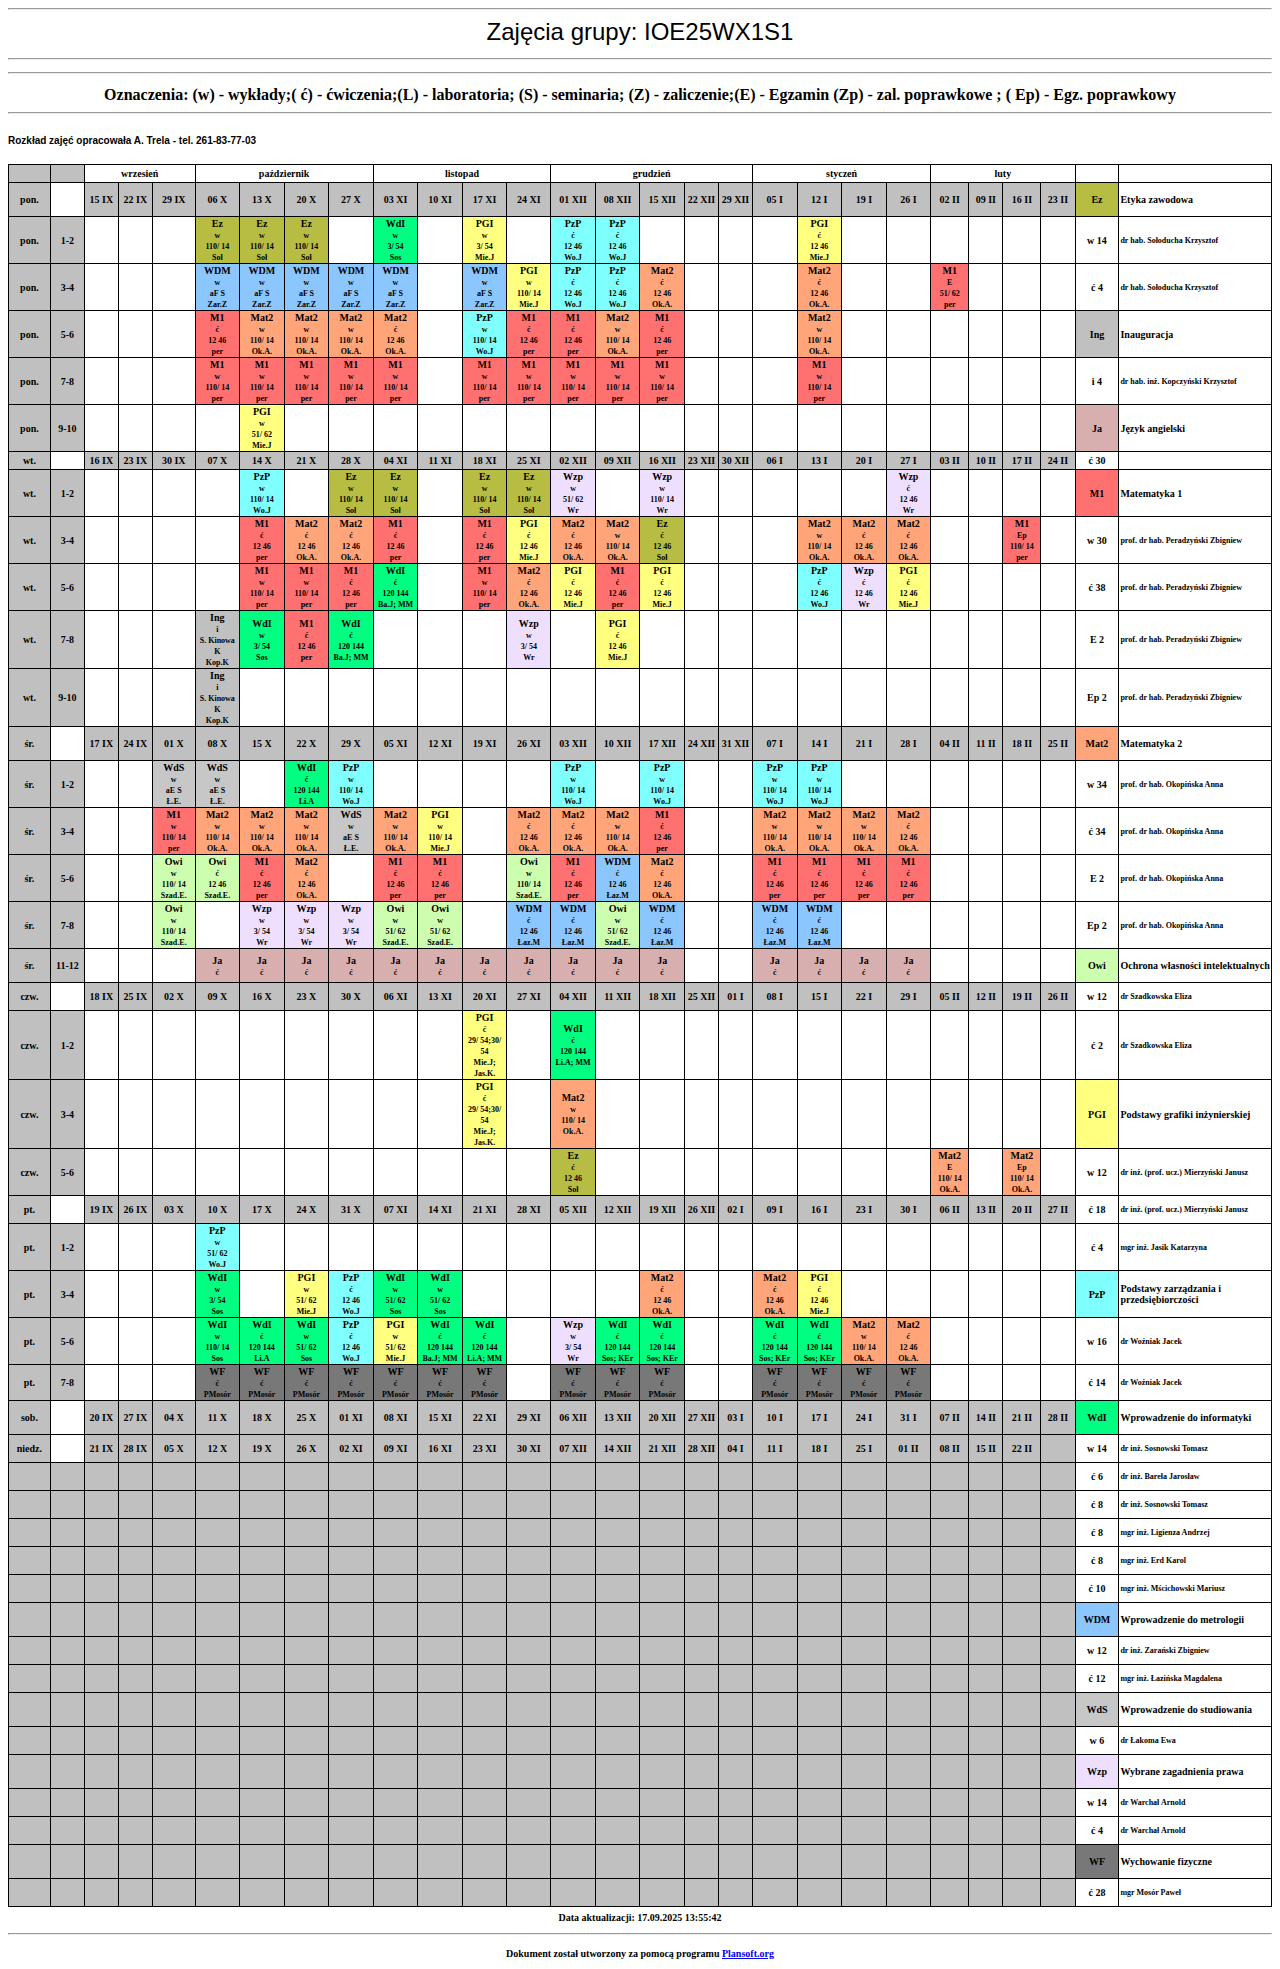 Zajęcia grupy: IOE25WX1S1
Oznaczenia: (w) - wykłady;( ć) - ćwiczenia;(L) - laboratoria; (S) - seminaria; (Z) - zaliczenie;(E) - Egzamin (Zp) - zal. poprawkowe ; ( Ep) - Egz. poprawkowy
Rozkład zajęć opracowała A. Trela - tel. 261-83-77-03
wrzesień październik listopad grudzień styczeń luty
pon. 15 IX 22 IX 29 IX 06 X 13 X 20 X 27 X 03 XI 10 XI 17 XI 24 XI 01 XII 08 XII 15 XII 22 XII 29 XII 05 I 12 I 19 I 26 I 02 II 09 II 16 II 23 II Ez Etyka zawodowa
Ez Ez Ez WdI PGI PzP PzP PGI
pon. 1-2 w w w w w ć ć ć w 14 dr hab. Sołoducha Krzysztof
110/ 14 110/ 14 110/ 14 3/ 54 3/ 54 12 46 12 46 12 46
Soł Soł Soł Sos Mie.J Wo.J Wo.J Mie.J
WDM WDM WDM WDM WDM WDM PGI PzP PzP Mat2 Mat2 M1
pon. 3-4 w w w w w w w ć ć ć ć E ć 4 dr hab. Sołoducha Krzysztof
aF S aF S aF S aF S aF S aF S 110/ 14 12 46 12 46 12 46 12 46 51/ 62
Zar.Z Zar.Z Zar.Z Zar.Z Zar.Z Zar.Z Mie.J Wo.J Wo.J Ok.A. Ok.A. per
M1 Mat2 Mat2 Mat2 Mat2 PzP M1 M1 Mat2 M1 Mat2
pon. 5-6 ć w w w ć w ć ć w ć w Ing Inauguracja
12 46 110/ 14 110/ 14 110/ 14 12 46 110/ 14 12 46 12 46 110/ 14 12 46 110/ 14
per Ok.A. Ok.A. Ok.A. Ok.A. Wo.J per per Ok.A. per Ok.A.
M1 M1 M1 M1 M1 M1 M1 M1 M1 M1 M1
pon. 7-8 w w w w w w w w w w w i 4 dr hab. inż. Kopczyński Krzysztof
110/ 14 110/ 14 110/ 14 110/ 14 110/ 14 110/ 14 110/ 14 110/ 14 110/ 14 110/ 14 110/ 14
per per per per per per per per per per per
PGI
pon. 9-10 w Ja Język angielski
51/ 62
Mie.J
wt. 16 IX 23 IX 30 IX 07 X 14 X 21 X 28 X 04 XI 11 XI 18 XI 25 XI 02 XII 09 XII 16 XII 23 XII 30 XII 06 I 13 I 20 I 27 I 03 II 10 II 17 II 24 II ć 30
PzP Ez Ez Ez Ez Wzp Wzp Wzp
wt. 1-2 w w w w w w w ć M1 Matematyka 1
110/ 14 110/ 14 110/ 14 110/ 14 110/ 14 51/ 62 110/ 14 12 46
Wo.J Soł Soł Soł Soł Wr Wr Wr
M1 Mat2 Mat2 M1 M1 PGI Mat2 Mat2 Ez Mat2 Mat2 Mat2 M1
wt. 3-4 ć ć ć ć ć ć ć w ć w ć ć Ep w 30 prof. dr hab. Peradzyński Zbigniew
12 46 12 46 12 46 12 46 12 46 12 46 12 46 110/ 14 12 46 110/ 14 12 46 12 46 110/ 14
per Ok.A. Ok.A. per per Mie.J Ok.A. Ok.A. Soł Ok.A. Ok.A. Ok.A. per
M1 M1 M1 WdI M1 Mat2 PGI M1 PGI PzP Wzp PGI
wt. 5-6 w w ć ć w ć ć ć ć ć ć ć ć 38 prof. dr hab. Peradzyński Zbigniew
110/ 14 110/ 14 12 46 120 144 110/ 14 12 46 12 46 12 46 12 46 12 46 12 46 12 46
per per per Ba.J; MM per Ok.A. Mie.J per Mie.J Wo.J Wr Mie.J
Ing WdI M1 WdI Wzp PGI
wt. 7-8 i w ć ć w ć E 2 prof. dr hab. Peradzyński Zbigniew
S. Kinowa 3/ 54 12 46 120 144 3/ 54 12 46
K Sos per Ba.J; MM Wr Mie.J
Kop.K
Ing
wt. 9-10 i Ep 2 prof. dr hab. Peradzyński Zbigniew
S. Kinowa
K
Kop.K
śr. 17 IX 24 IX 01 X 08 X 15 X 22 X 29 X 05 XI 12 XI 19 XI 26 XI 03 XII 10 XII 17 XII 24 XII 31 XII 07 I 14 I 21 I 28 I 04 II 11 II 18 II 25 II Mat2 Matematyka 2
WdS WdS WdI PzP PzP PzP PzP PzP
śr. 1-2 w w ć w w w w w w 34 prof. dr hab. Okopińska Anna
aE S aE S 120 144 110/ 14 110/ 14 110/ 14 110/ 14 110/ 14
Ł.E. Ł.E. Li.A Wo.J Wo.J Wo.J Wo.J Wo.J
M1 Mat2 Mat2 Mat2 WdS Mat2 PGI Mat2 Mat2 Mat2 M1 Mat2 Mat2 Mat2 Mat2
śr. 3-4 w w w w w w w ć ć w ć w w w ć ć 34 prof. dr hab. Okopińska Anna
110/ 14 110/ 14 110/ 14 110/ 14 aE S 110/ 14 110/ 14 12 46 12 46 110/ 14 12 46 110/ 14 110/ 14 110/ 14 12 46
per Ok.A. Ok.A. Ok.A. Ł.E. Ok.A. Mie.J Ok.A. Ok.A. Ok.A. per Ok.A. Ok.A. Ok.A. Ok.A.
Owi Owi M1 Mat2 M1 M1 Owi M1 WDM Mat2 M1 M1 M1 M1
śr. 5-6 w ć ć ć ć ć w ć ć ć ć ć ć ć E 2 prof. dr hab. Okopińska Anna
110/ 14 12 46 12 46 12 46 12 46 12 46 110/ 14 12 46 12 46 12 46 12 46 12 46 12 46 12 46
Szad.E. Szad.E. per Ok.A. per per Szad.E. per Łaz.M Ok.A. per per per per
Owi Wzp Wzp Wzp Owi Owi WDM WDM Owi WDM WDM WDM
śr. 7-8 w w w w w w ć ć w ć ć ć Ep 2 prof. dr hab. Okopińska Anna
110/ 14 3/ 54 3/ 54 3/ 54 51/ 62 51/ 62 12 46 12 46 51/ 62 12 46 12 46 12 46
Szad.E. Wr Wr Wr Szad.E. Szad.E. Łaz.M Łaz.M Szad.E. Łaz.M Łaz.M Łaz.M
Ja Ja Ja Ja Ja Ja Ja Ja Ja Ja Ja Ja Ja Ja Ja
śr. 11-12 ć ć ć ć ć ć ć ć ć ć ć ć ć ć ć Owi Ochrona własności intelektualnych
czw. 18 IX 25 IX 02 X 09 X 16 X 23 X 30 X 06 XI 13 XI 20 XI 27 XI 04 XII 11 XII 18 XII 25 XII 01 I 08 I 15 I 22 I 29 I 05 II 12 II 19 II 26 II w 12 dr Szadkowska Eliza
PGI WdI
czw. 1-2 ć ć ć 2 dr Szadkowska Eliza
29/ 54;30/ 120 144
54 Li.A; MM
Mie.J;
Jas.K.
PGI Mat2
czw. 3-4 ć w PGI Podstawy grafiki inżynierskiej
29/ 54;30/ 110/ 14
54 Ok.A.
Mie.J;
Jas.K.
Ez Mat2 Mat2
czw. 5-6 ć E Ep w 12 dr inż. (prof. ucz.) Mierzyński Janusz
12 46 110/ 14 110/ 14
Soł Ok.A. Ok.A.
pt. 19 IX 26 IX 03 X 10 X 17 X 24 X 31 X 07 XI 14 XI 21 XI 28 XI 05 XII 12 XII 19 XII 26 XII 02 I 09 I 16 I 23 I 30 I 06 II 13 II 20 II 27 II ć 18 dr inż. (prof. ucz.) Mierzyński Janusz
PzP
pt. 1-2 w ć 4 mgr inż. Jasik Katarzyna
51/ 62
Wo.J
WdI PGI PzP WdI WdI Mat2 Mat2 PGI
pt. 3-4 w w ć w w ć ć ć PzP Podstawy zarządzania i przedsiębiorczości
3/ 54 51/ 62 12 46 51/ 62 51/ 62 12 46 12 46 12 46
Sos Mie.J Wo.J Sos Sos Ok.A. Ok.A. Mie.J
WdI WdI WdI PzP PGI WdI WdI Wzp WdI WdI WdI WdI Mat2 Mat2
pt. 5-6 w ć w ć w ć ć w ć ć ć ć w ć w 16 dr Woźniak Jacek
110/ 14 120 144 51/ 62 12 46 51/ 62 120 144 120 144 3/ 54 120 144 120 144 120 144 120 144 110/ 14 12 46
Sos Li.A Sos Wo.J Mie.J Ba.J; MM Li.A; MM Wr Sos; KEr Sos; KEr Sos; KEr Sos; KEr Ok.A. Ok.A.
WF WF WF WF WF WF WF WF WF WF WF WF WF WF
pt. 7-8 ć ć ć ć ć ć ć ć ć ć ć ć ć ć ć 14 dr Woźniak Jacek
PMosór PMosór PMosór PMosór PMosór PMosór PMosór PMosór PMosór PMosór PMosór PMosór PMosór PMosór
sob. 20 IX 27 IX 04 X 11 X 18 X 25 X 01 XI 08 XI 15 XI 22 XI 29 XI 06 XII 13 XII 20 XII 27 XII 03 I 10 I 17 I 24 I 31 I 07 II 14 II 21 II 28 II WdI Wprowadzenie do informatyki
niedz. 21 IX 28 IX 05 X 12 X 19 X 26 X 02 XI 09 XI 16 XI 23 XI 30 XI 07 XII 14 XII 21 XII 28 XII 04 I 11 I 18 I 25 I 01 II 08 II 15 II 22 II w 14 dr inż. Sosnowski Tomasz
ć 6 dr inż. Bareła Jarosław
ć 8 dr inż. Sosnowski Tomasz
ć 8 mgr inż. Ligienza Andrzej
ć 8 mgr inż. Erd Karol
ć 10 mgr inż. Mścichowski Mariusz
WDM Wprowadzenie do metrologii
w 12 dr inż. Zarański Zbigniew
ć 12 mgr inż. Łazińska Magdalena
WdS Wprowadzenie do studiowania
w 6 dr Łakoma Ewa
Wzp Wybrane zagadnienia prawa
w 14 dr Warchał Arnold
ć 4 dr Warchał Arnold
WF Wychowanie fizyczne
ć 28 mgr Mosór Paweł
Data aktualizacji: 17.09.2025 13:55:42
Dokument został utworzony za pomocą programu Plansoft.org